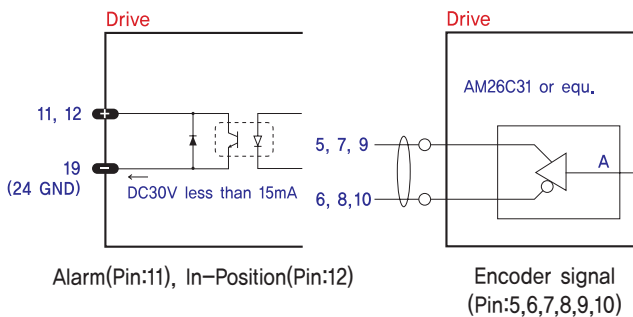 Drive
11, 12
19
(24 GND)
DC30V less than 15mA
Alarm(Pin:11), In-Position(Pin:12)
Drive
AM26C31 or equ.
5, 7, 9
A
6, 8,10
Encoder signal
(Pin:5,6,7,8,9,10)